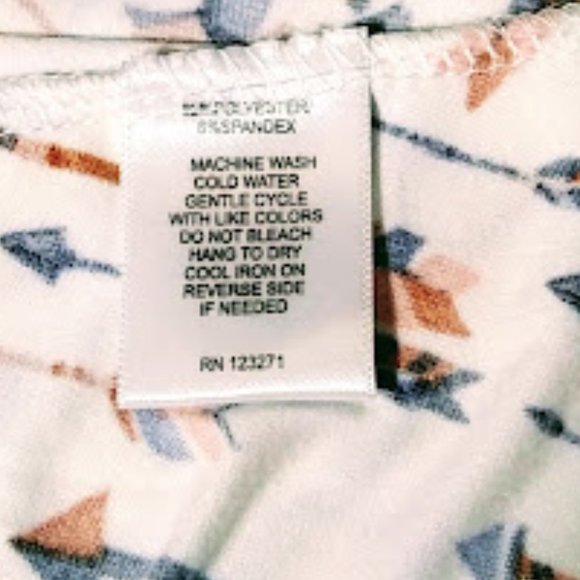 POLYESTER/
SPANDEX
MACHINE WASH
COLD WATER
GENTLE CYCLE
WITH LIKE COLORS
DO NOT BLEACH
HANG TO DRY
COOL IRON ON
REVERSE SIDE
IF NEEDED
RN 123271